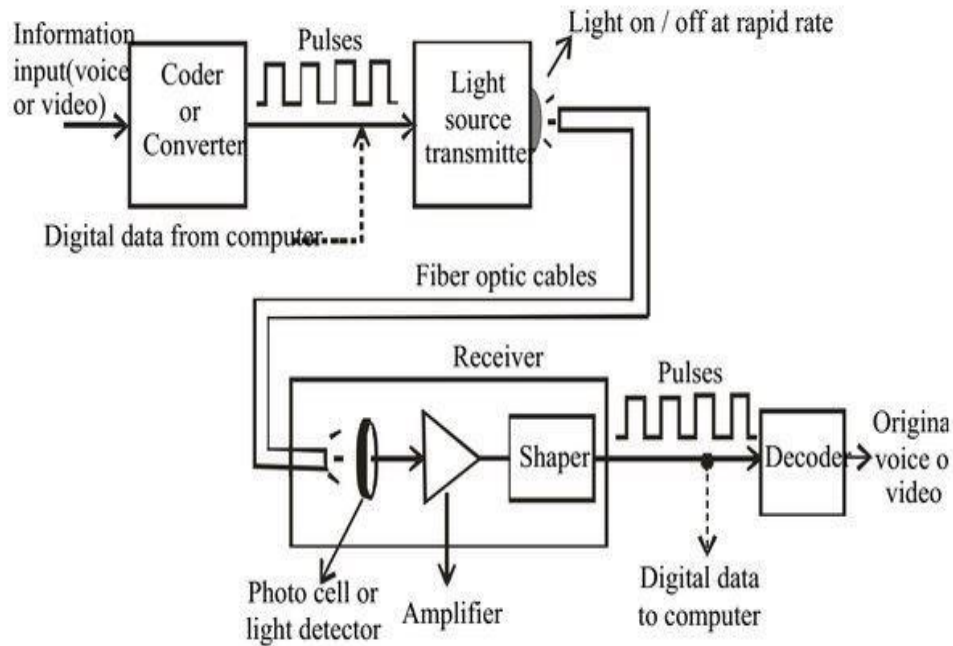 Information
input(voice
or video)
Coder
or
Converter
Pulses
Light
source
transmitter
Light on / off at rapid rate
Digital data from computer
Fiber optic cables
Receiver
Shaper
Pulses
Decoder
Origina
voice o
video
Photo cell or
light detector
Amplifier
Digital data
to computer